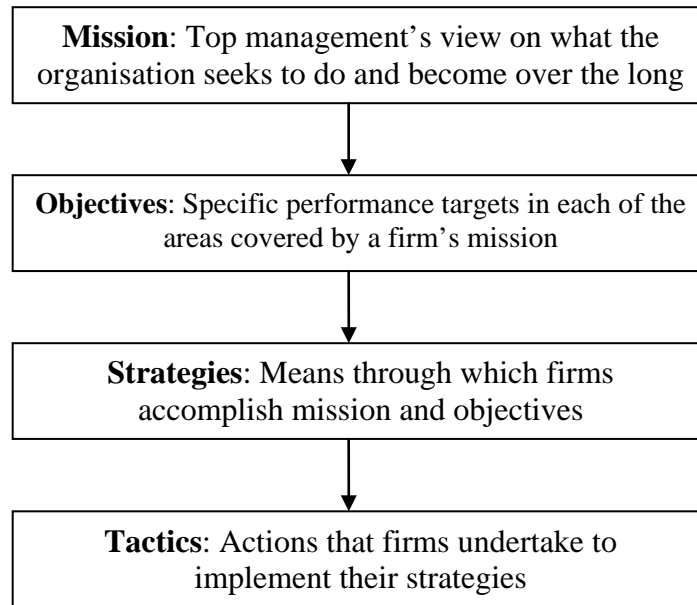 Mission: Top management’s view on what the
organisation seeks to do and become over the long
Objectives: Specific performance targets in each of the
areas covered by a firm’s mission
Strategies: Means through which firms
accomplish mission and objectives
Tactics: Actions that firms undertake to
implement their strategies